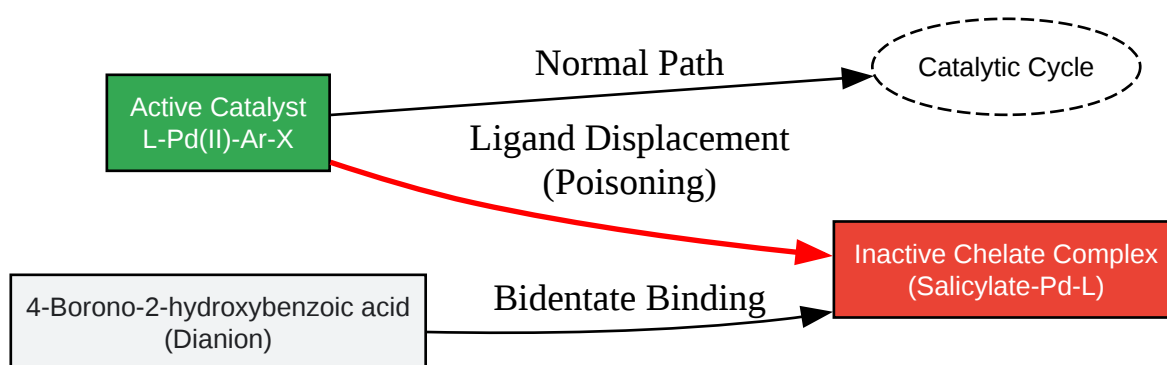 Normal Path
Catalytic Cycle
Active Catalyst
L-Pd(II)-Ar-X
Ligand Displacement
(Poisoning)
Inactive Chelate Complex
(Salicylate-Pd-L)
4-Borono-2-hydroxybenzoic acid
(Dianion)
Bidentate Binding